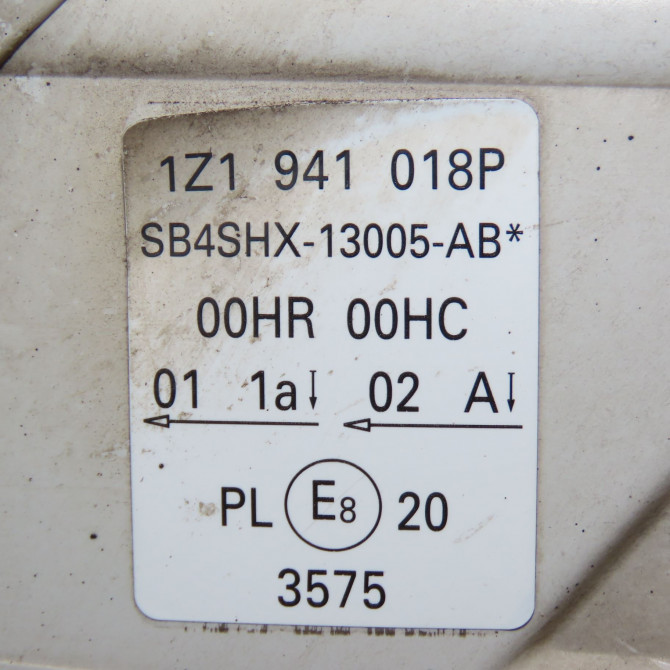 1Z1 941 018P
SB4SHX-13005-AB*
00HR 00HC
01 1a↓ 02 A↓
PL E8 20
3575